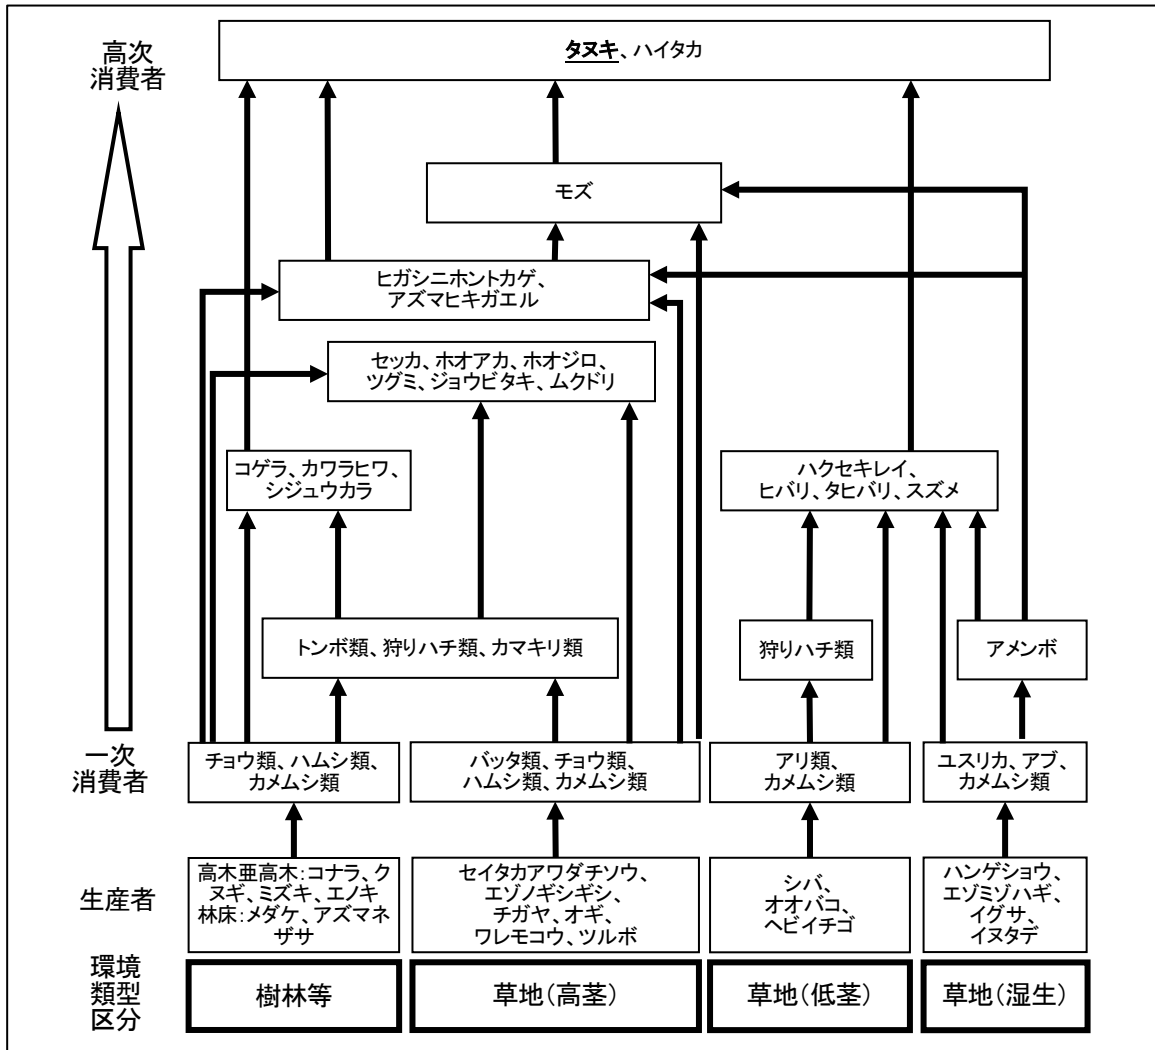 高次
消費者
タヌキ、ハイタカ
モズ
ヒガシニホントカゲ、
アズマヒキガエル
セッカ、ホオアカ、ホオジロ、
ツグミ、ジョウビタキ、ムクドリ
コゲラ、カワラヒワ、
シジュウカラ
ハクセキレイ、
ヒバリ、タヒバリ、スズメ
トンボ類、狩りハチ類、カマキリ類
狩りハチ類
アメンボ
一次
消費者
チョウ類、ハムシ類、
カメムシ類
バッタ類、チョウ類、
ハムシ類、カメムシ類
アリ類、
カメムシ類
ユスリカ、アブ、
カメムシ類
生産者
高木亜高木：コナラ、ク
ヌギ、ミズキ、エノキ
林床：メダケ、アズマネ
ザサ
セイタカアワダチソウ、
エゾノギシギシ、
チガヤ、オギ、
ワレモコウ、ツルボ
シバ、
オオバコ、
ヘビイチゴ
ハンゲショウ、
エゾミゾハギ、
イグサ、
イヌタデ
環境
類型
区分
樹林等
草地（高茎）
草地（低茎）
草地（湿生）